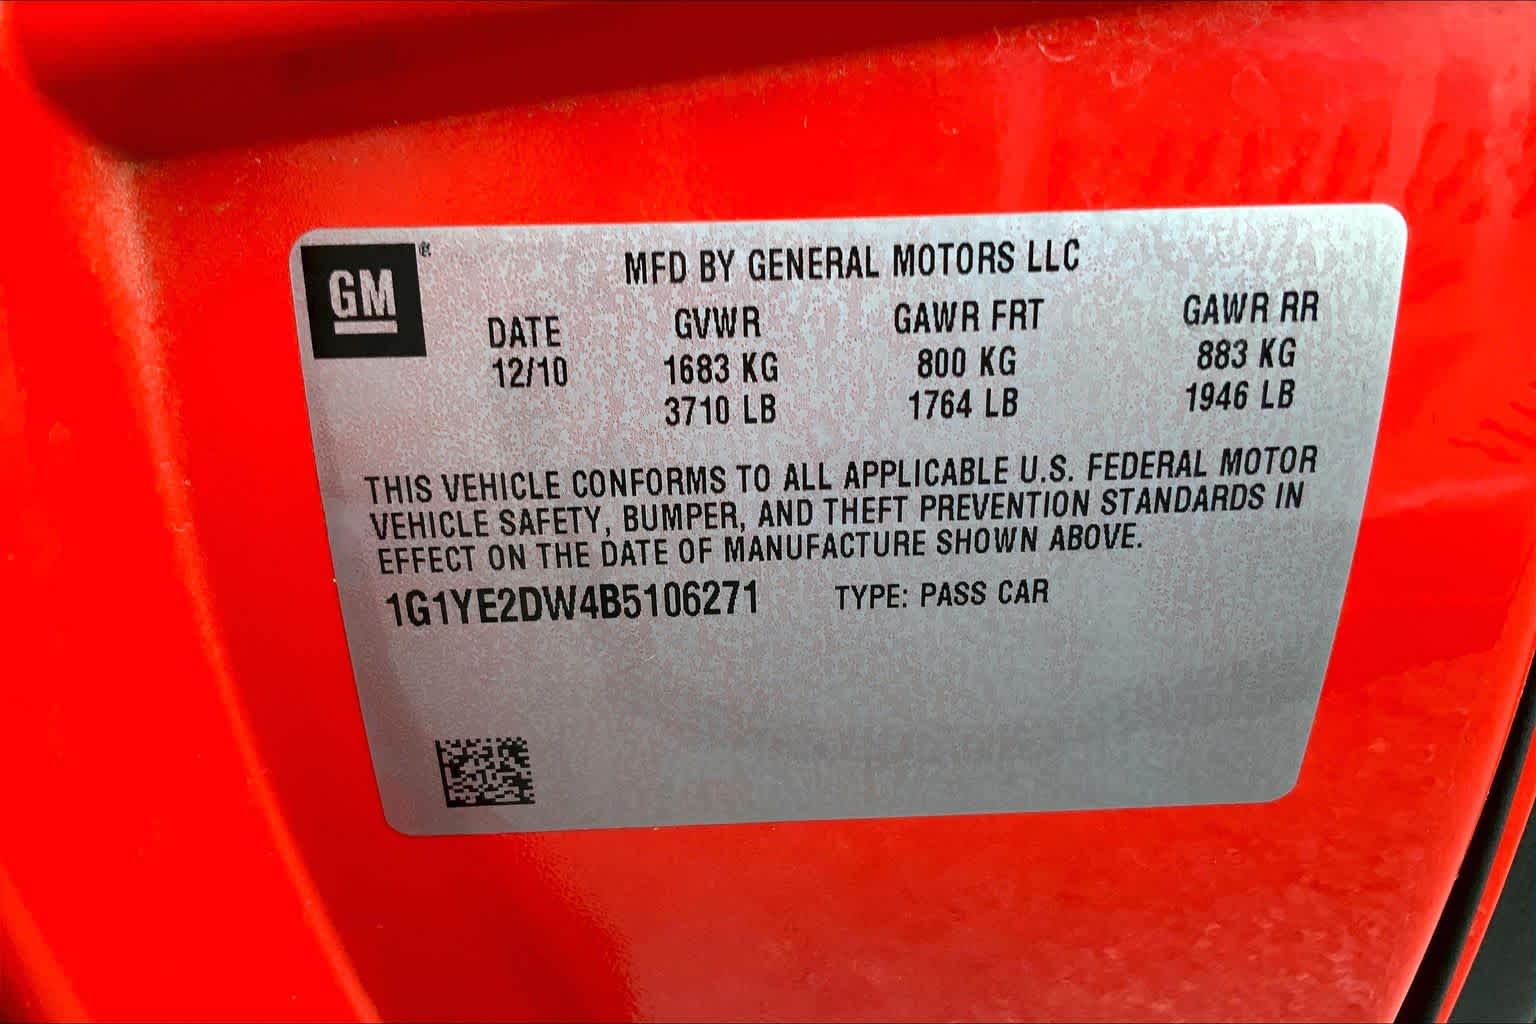 GM ®
MFD BY GENERAL MOTORS LLC
DATE GVWR GAWR FRT GAWR RR
12/10 1683 KG 800 KG 883 KG
3710 LB 1764 LB 1946 LB
THIS VEHICLE CONFORMS TO ALL APPLICABLE U.S. FEDERAL MOTOR
VEHICLE SAFETY, BUMPER, AND THEFT PREVENTION STANDARDS IN
EFFECT ON THE DATE OF MANUFACTURE SHOWN ABOVE.
1G1YE2DW4B5106271 TYPE: PASS CAR